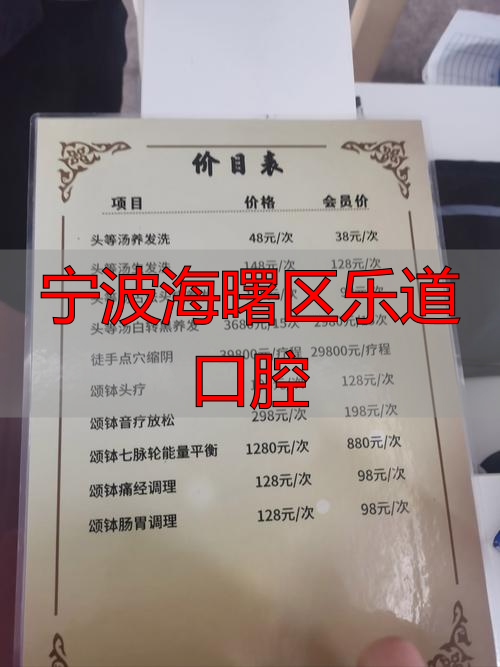 价目表
项目 价格 会员价
头等汤养发洗 48元/次 38元/次
头等汤生发洗 148元/次 128元/次
宁波海曙区乐道
头等汤白转黑养发
徒手点穴缩阴 39800元/疗程 29800元/疗程
口腔
颂钵头疗 128元/次
颂钵音疗放松 298元/次 198元/次
颂钵七脉轮能量平衡 1280元/次 880元/次
颂钵痛经调理 128元/次 98元/次
颂钵肠胃调理 128元/次 98元/次